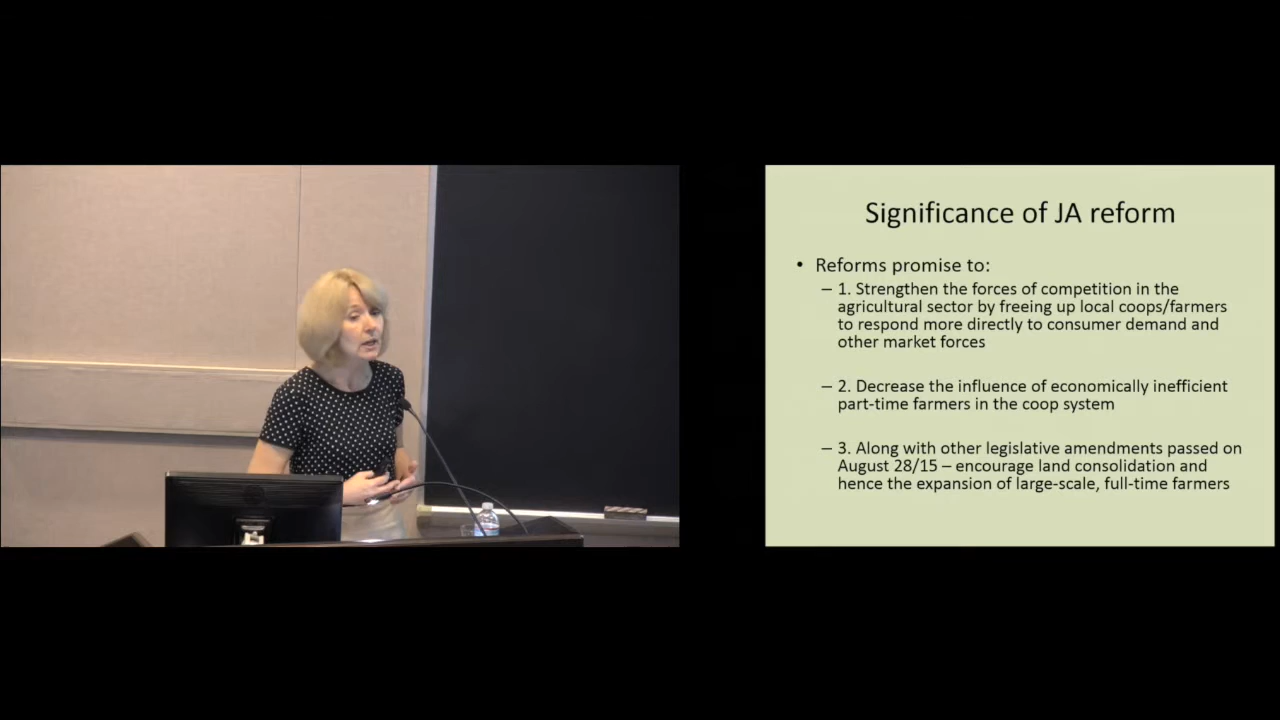 Significance of JA reform
• Reforms promise to:
– 1. Strengthen the forces of competition in the
agricultural sector by freeing up local coops/farmers
to respond more directly to consumer demand and
other market forces
– 2. Decrease the influence of economically inefficient
part-time farmers in the coop system
– 3. Along with other legislative amendments passed on
August 28/15 – encourage land consolidation and
hence the expansion of large-scale, full-time farmers